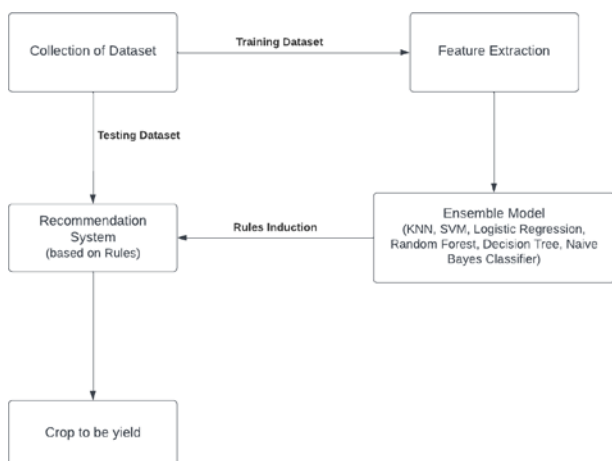 Collection of Dataset
Training Dataset
Feature Extraction
Testing Dataset
Recommendation
System
(based on Rules)
Rules Induction
Ensemble Model
(KNN, SVM, Logistic Regression,
Random Forest, Decision Tree, Naive
Bayes Classifier)
Crop to be yield